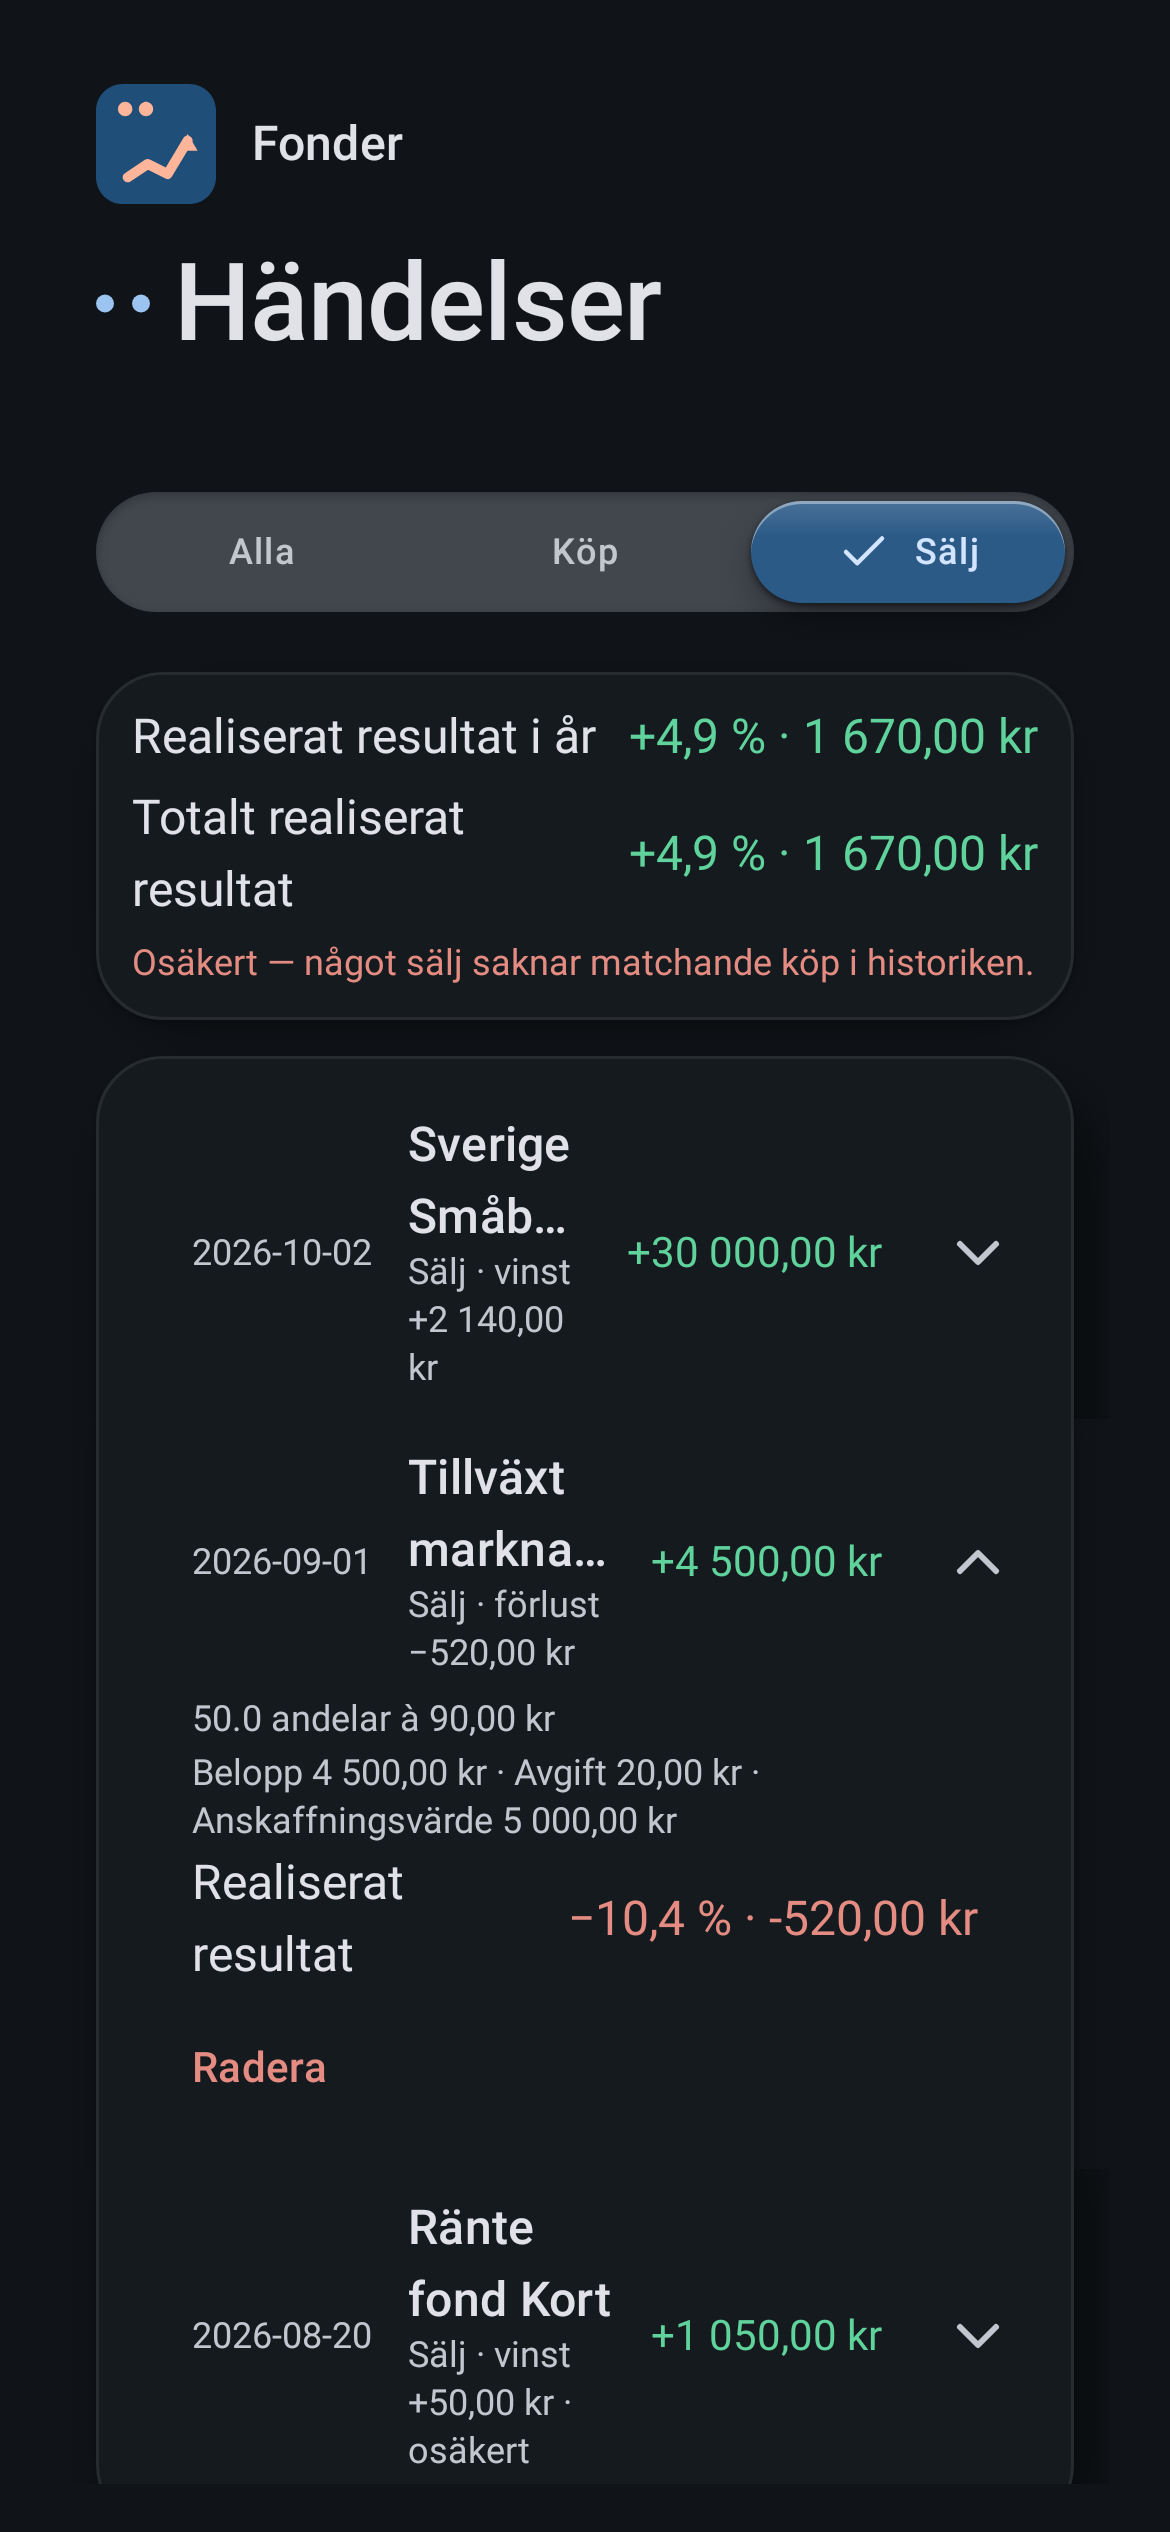 Fonder
Händelser
Alla
Köp
Sälj
Realiserat resultat i år +4,9 % · 1 670,00 kr
Totalt realiserat
resultat
+4,9 % · 1 670,00 kr
Osäkert — något sälj saknar matchande köp i historiken.
2026-10-02
Sverige
Småb…
Sälj · vinst
+2 140,00
kr
+30 000,00 kr
2026-09-01
Tillväxt
markna…
Sälj · förlust
−520,00 kr
+4 500,00 kr
50.0 andelar à 90,00 kr
Belopp 4 500,00 kr · Avgift 20,00 kr ·
Anskaffningsvärde 5 000,00 kr
Realiserat
resultat
−10,4 % · -520,00 kr
Radera
2026-08-20
Ränte
fond Kort
Sälj · vinst
+50,00 kr ·
osäkert
+1 050,00 kr